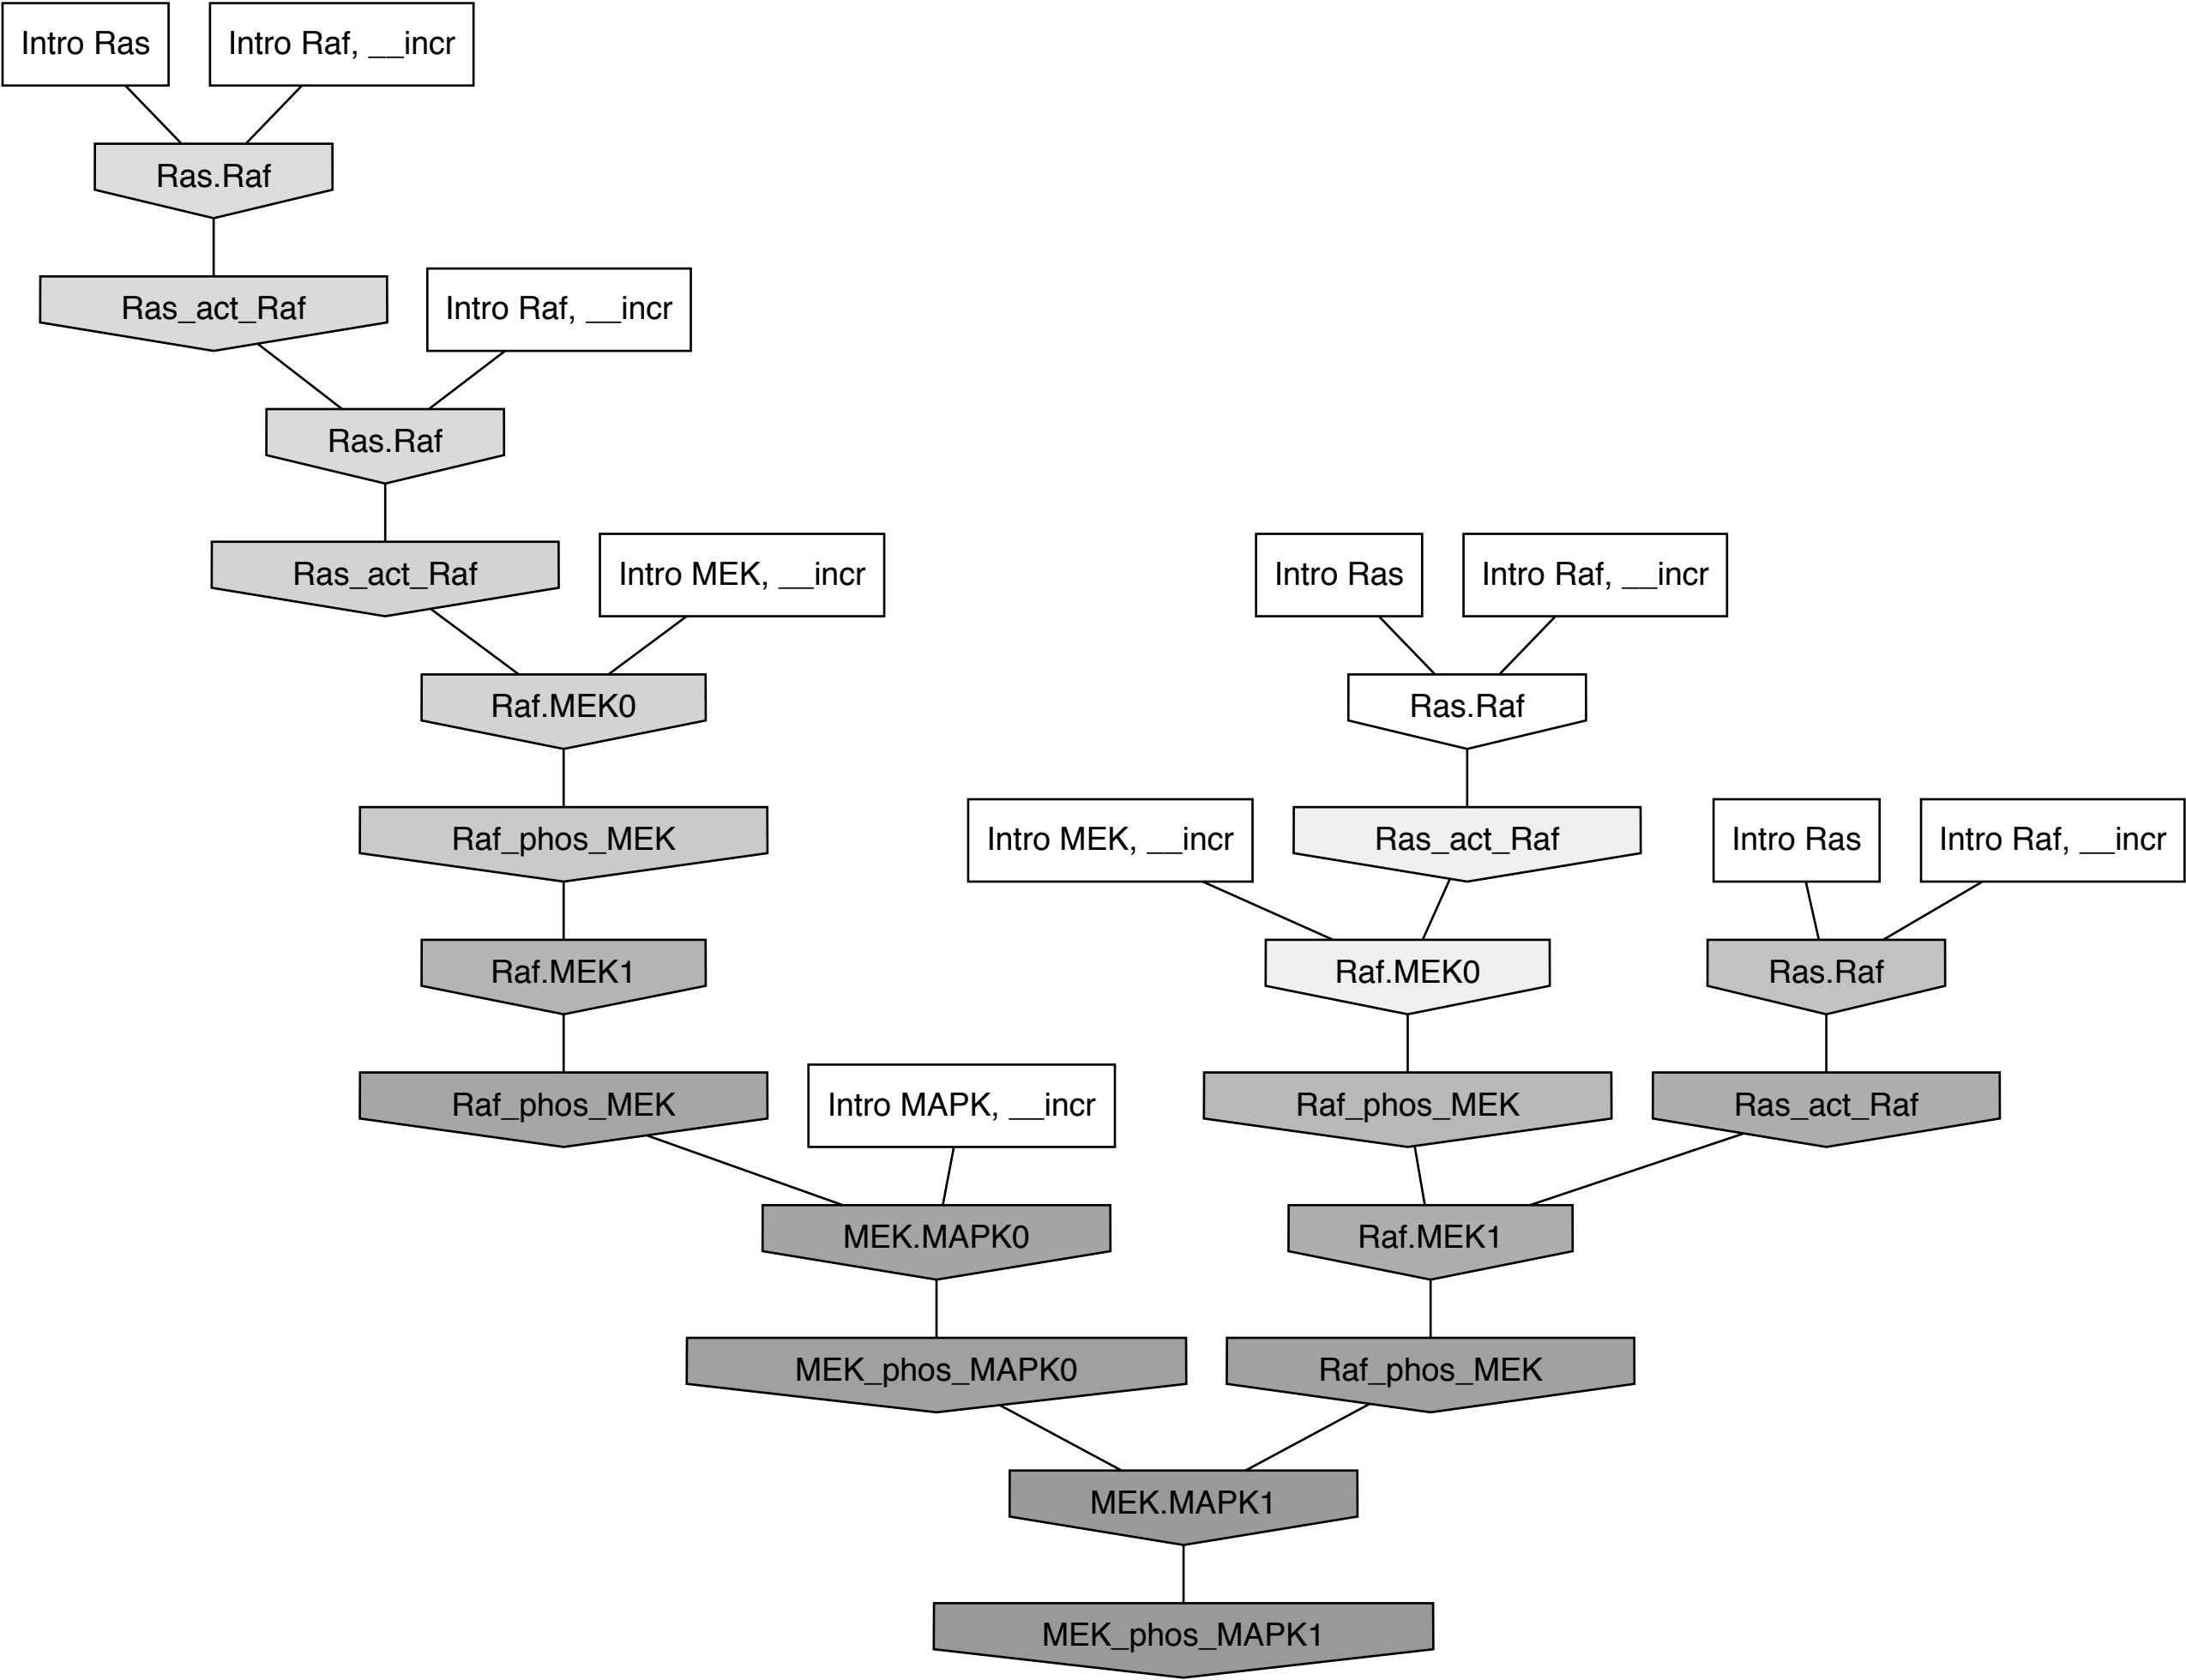 Intro Ras
Intro Raf, __incr
Ras.Raf
Ras_act_Raf
Intro Raf, __incr
Ras.Raf
Ras_act_Raf
Intro MEK, __incr
Intro Ras
Intro Raf, __incr
Raf.MEK0
Ras.Raf
Raf_phos_MEK
Intro MEK, __incr
Ras_act_Raf
Intro Ras
Intro Raf, __incr
Raf.MEK1
Raf.MEK0
Ras.Raf
Raf_phos_MEK
Intro MAPK, __incr
Raf_phos_MEK
Ras_act_Raf
MEK.MAPK0
Raf.MEK1
MEK_phos_MAPK0
Raf_phos_MEK
MEK.MAPK1
MEK_phos_MAPK1